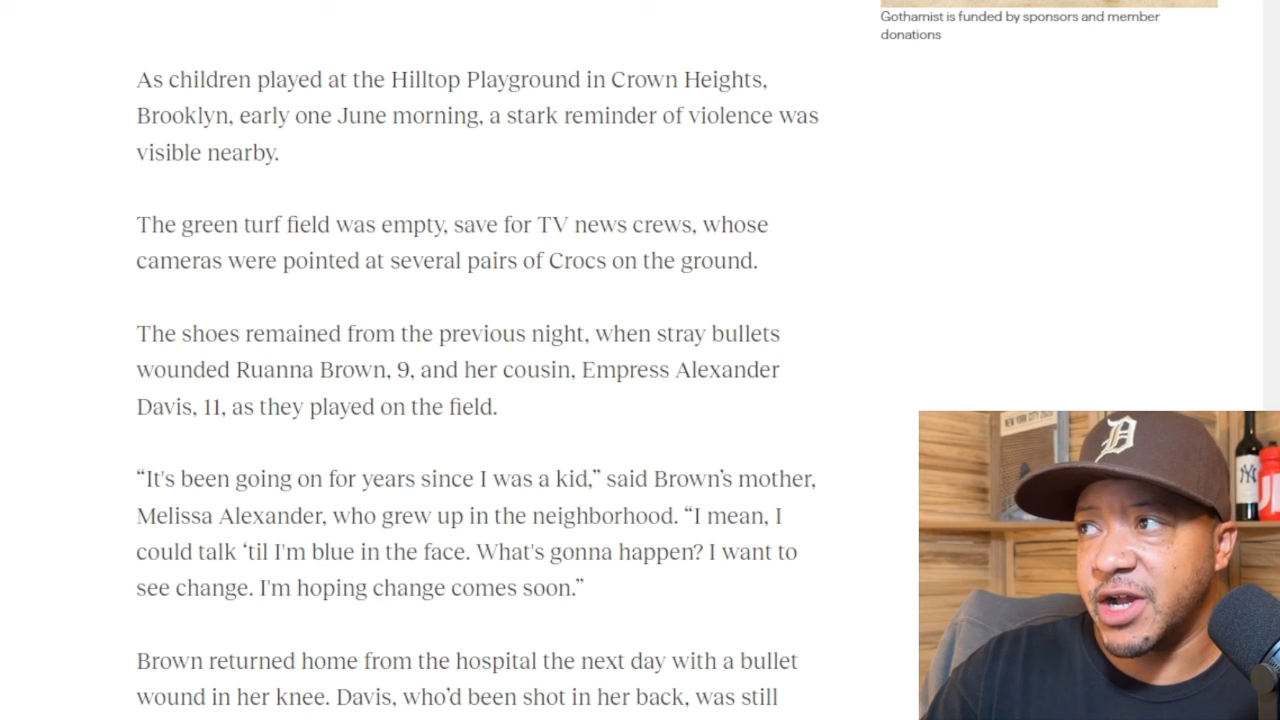 Gothamist is funded by sponsors and member
donations
As children played at the Hilltop Playground in Crown Heights,
Brooklyn, early one June morning, a stark reminder of violence was
visible nearby.
The green turf field was empty, save for TV news crews, whose
cameras were pointed at several pairs of Crocs on the ground.
The shoes remained from the previous night, when stray bullets
wounded Ruanna Brown, 9, and her cousin, Empress Alexander
Davis, 11, as they played on the field.
“It's been going on for years since I was a kid,” said Brown’s mother,
Melissa Alexander, who grew up in the neighborhood. “I mean, I
could talk ‘til I'm blue in the face. What's gonna happen? I want to
see change. I'm hoping change comes soon.”
Brown returned home from the hospital the next day with a bullet
wound in her knee. Davis, who’d been shot in her back, was still
NEW YORK CITY
D
NY